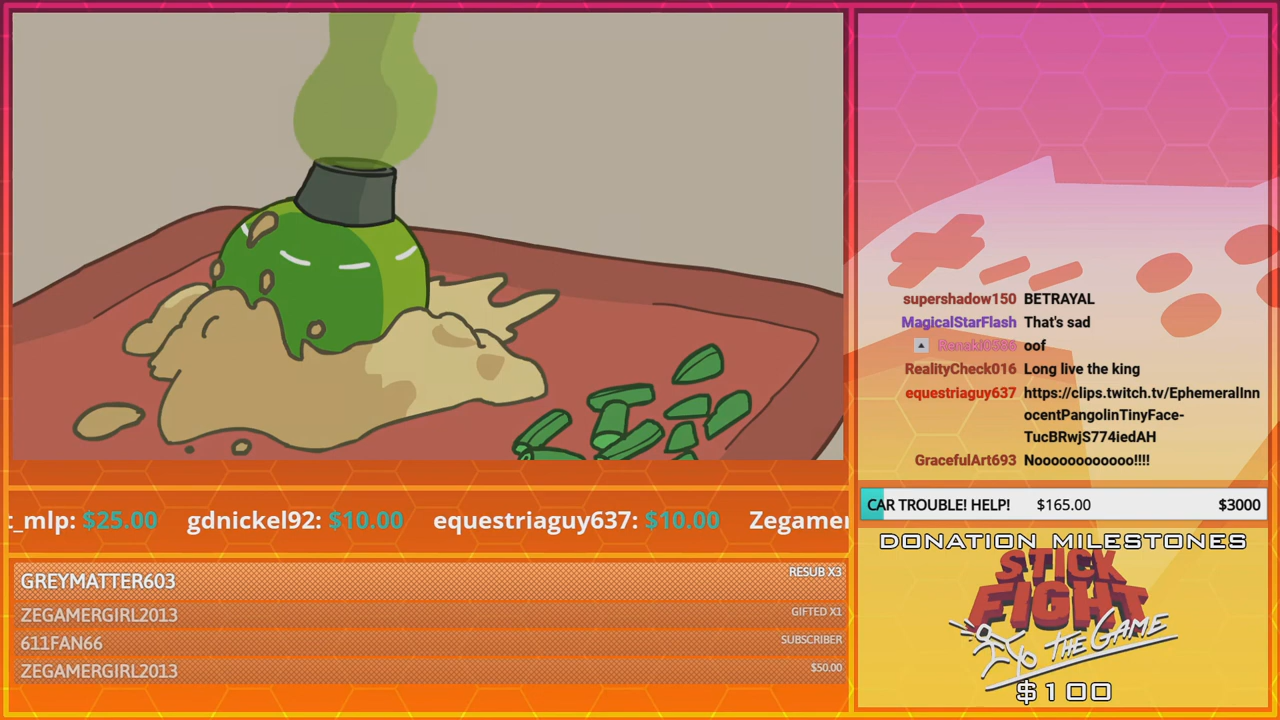 supershadow150 BETRAYAL
MagicalStarFlash That's sad
Renaki0586 oof
RealityCheck016 Long live the king
equestriaguy637 https://clips.twitch.tv/EphemeralInn
ocentPangolinTinyFace-
TucBRwjS774iedAH
GracefulArt693 Noooooooooooo!!!!
CAR TROUBLE! HELP! $165.00 $3000
t_mlp: $25.00 gdnickel92: $10.00 equestriaguy637: $10.00 Zegamer
DONATION MILESTONES
STICK
FIGHT
THE GAME
$100
GREYMATTER603 RESUB X3
ZEGAMERGIRL2013 GIFTED X1
611FAN66 SUBSCRIBER
ZEGAMERGIRL2013 $50.00